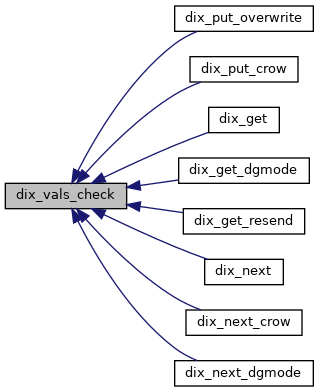 dix_put_overwrite
dix_put_crow
dix_get
dix_get_dgmode
dix_vals_check
dix_get_resend
dix_next
dix_next_crow
dix_next_dgmode